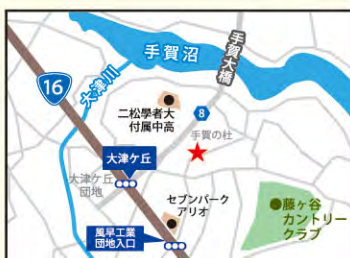 手賀沼
手賀大橋
16
大津川
二松學者大
付属中高
8
手賀の杜
大津ケ丘
大津ケ丘
団地
セブンパーク
アリオ
藤ヶ谷
カントリー
クラブ
風早工業
団地入口